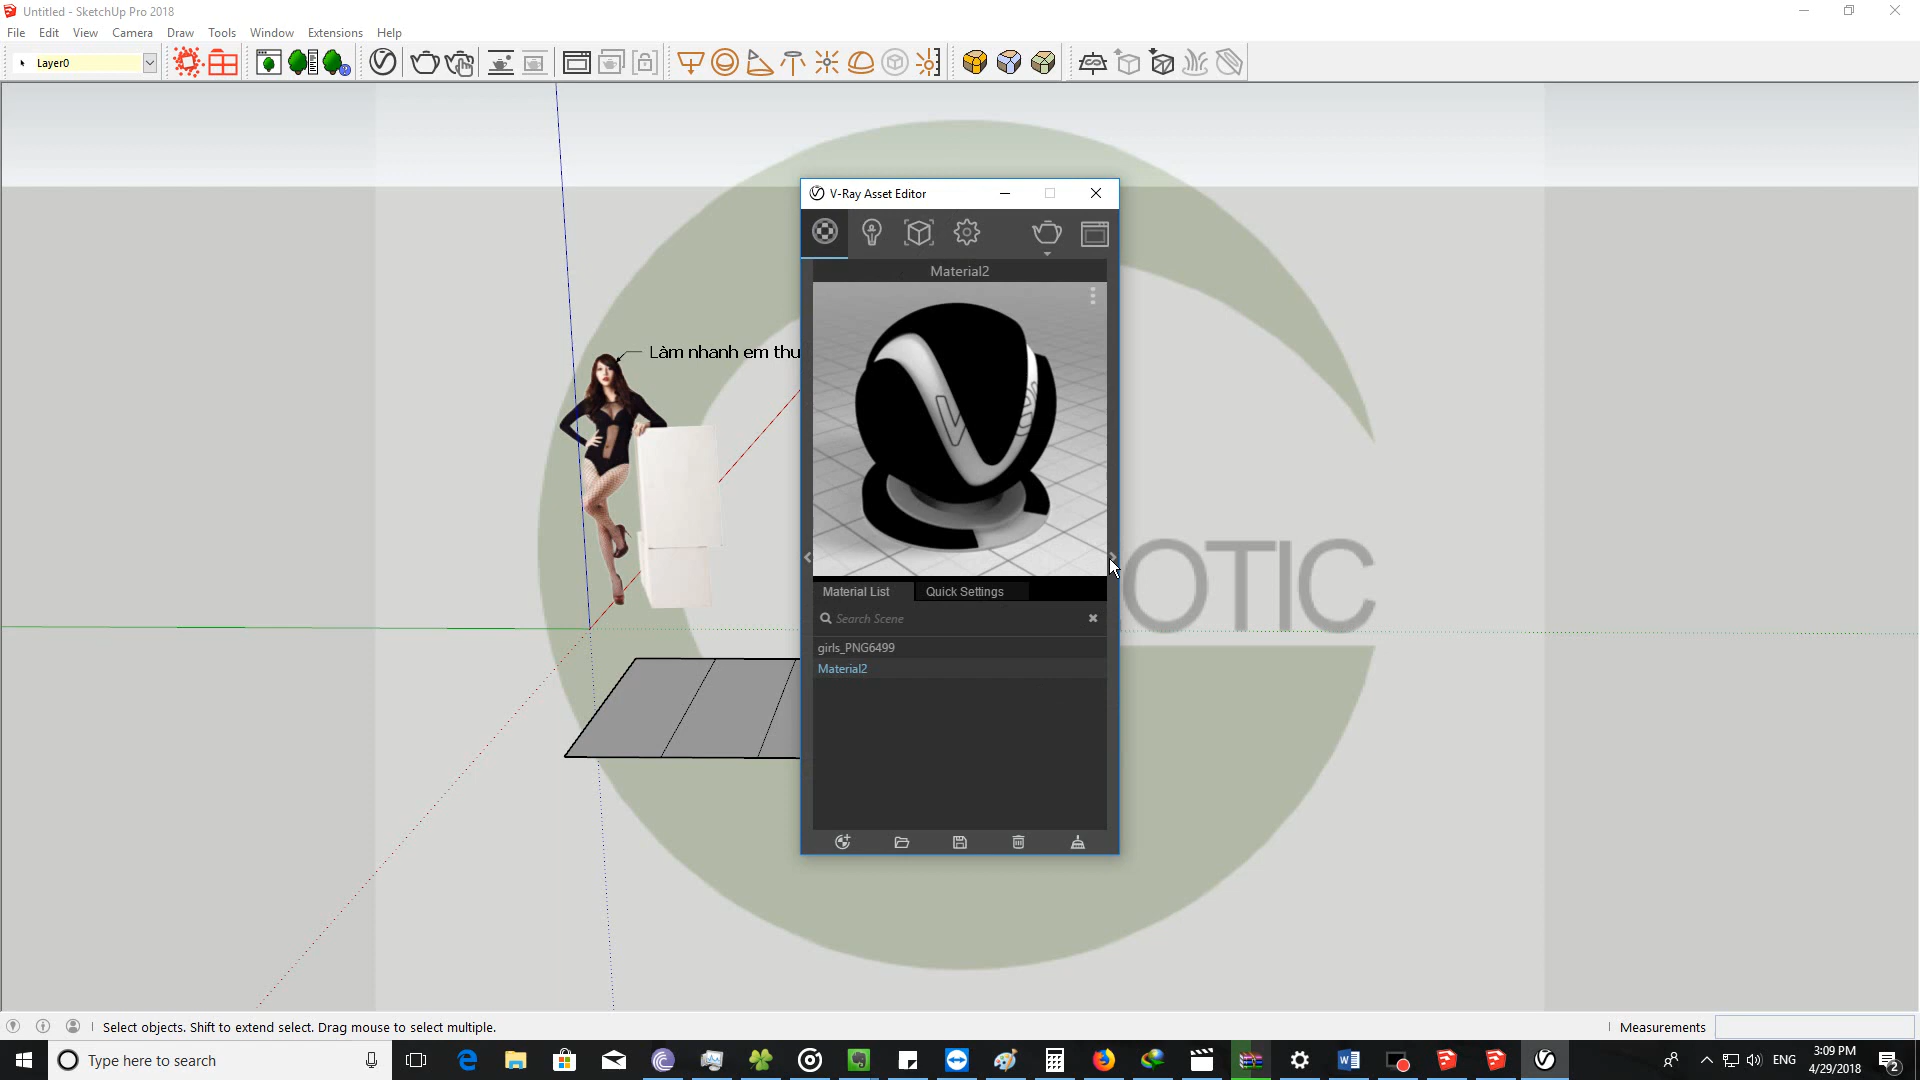 Untitled - SketchUp Pro 2018
File Edit View Camera Draw Tools Window Extensions Help
Layer0
V-Ray Asset Editor
Material2
Làm nhanh em thu
OTIC
Material List Quick Settings
Search Scene
girls_PNG6499
Material2
Select objects. Shift to extend select. Drag mouse to select multiple.
Measurements
Type here to search
ENG
3:09 PM
4/29/2018
2